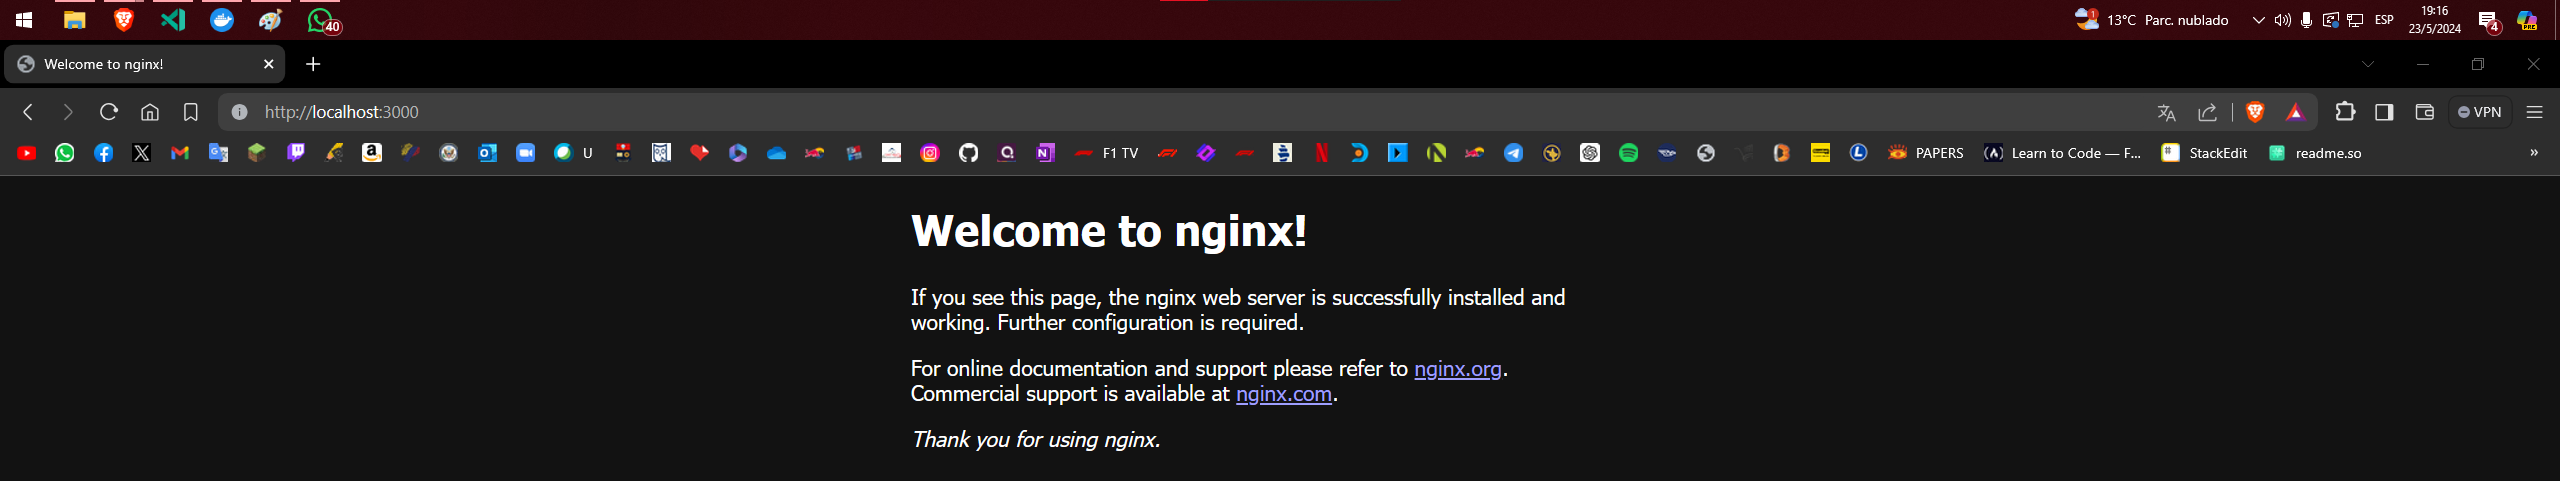 40
1
13°C Parc. nublado
ESP
19:16
23/5/2024
4
PRE
Welcome to nginx!
http://localhost:3000
VPN
U
F1 TV
PAPERS
Learn to Code — F...
StackEdit
readme.so
»
Welcome to nginx!
If you see this page, the nginx web server is successfully installed and
working. Further configuration is required.
For online documentation and support please refer to nginx.org.
Commercial support is available at nginx.com.
Thank you for using nginx.